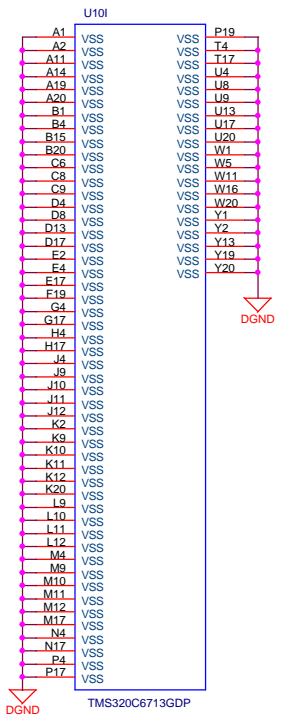 U10I
A1 VSS VSS P19
A2 VSS VSS T4
A11 VSS VSS T17
A14 VSS VSS U4
A19 VSS VSS U8
A20 VSS VSS U9
B1 VSS VSS U13
B4 VSS VSS U17
B15 VSS VSS U20
B20 VSS VSS W1
C6 VSS VSS W5
C8 VSS VSS W11
C9 VSS VSS W16
D4 VSS VSS W20
D8 VSS VSS Y1
D13 VSS VSS Y2
D17 VSS VSS Y13
E2 VSS VSS Y19
E4 VSS VSS Y20
E17 VSS
F19 VSS
G4 VSS
G17 VSS
H4 VSS
H17 VSS
J4 VSS
J9 VSS
J10 VSS
J11 VSS
J12 VSS
K2 VSS
K9 VSS
K10 VSS
K11 VSS
K12 VSS
K20 VSS
L9 VSS
L10 VSS
L11 VSS
L12 VSS
M4 VSS
M9 VSS
M10 VSS
M11 VSS
M12 VSS
M17 VSS
N4 VSS
N17 VSS
P4 VSS
P17 VSS
DGND
DGND
TMS320C6713GDP